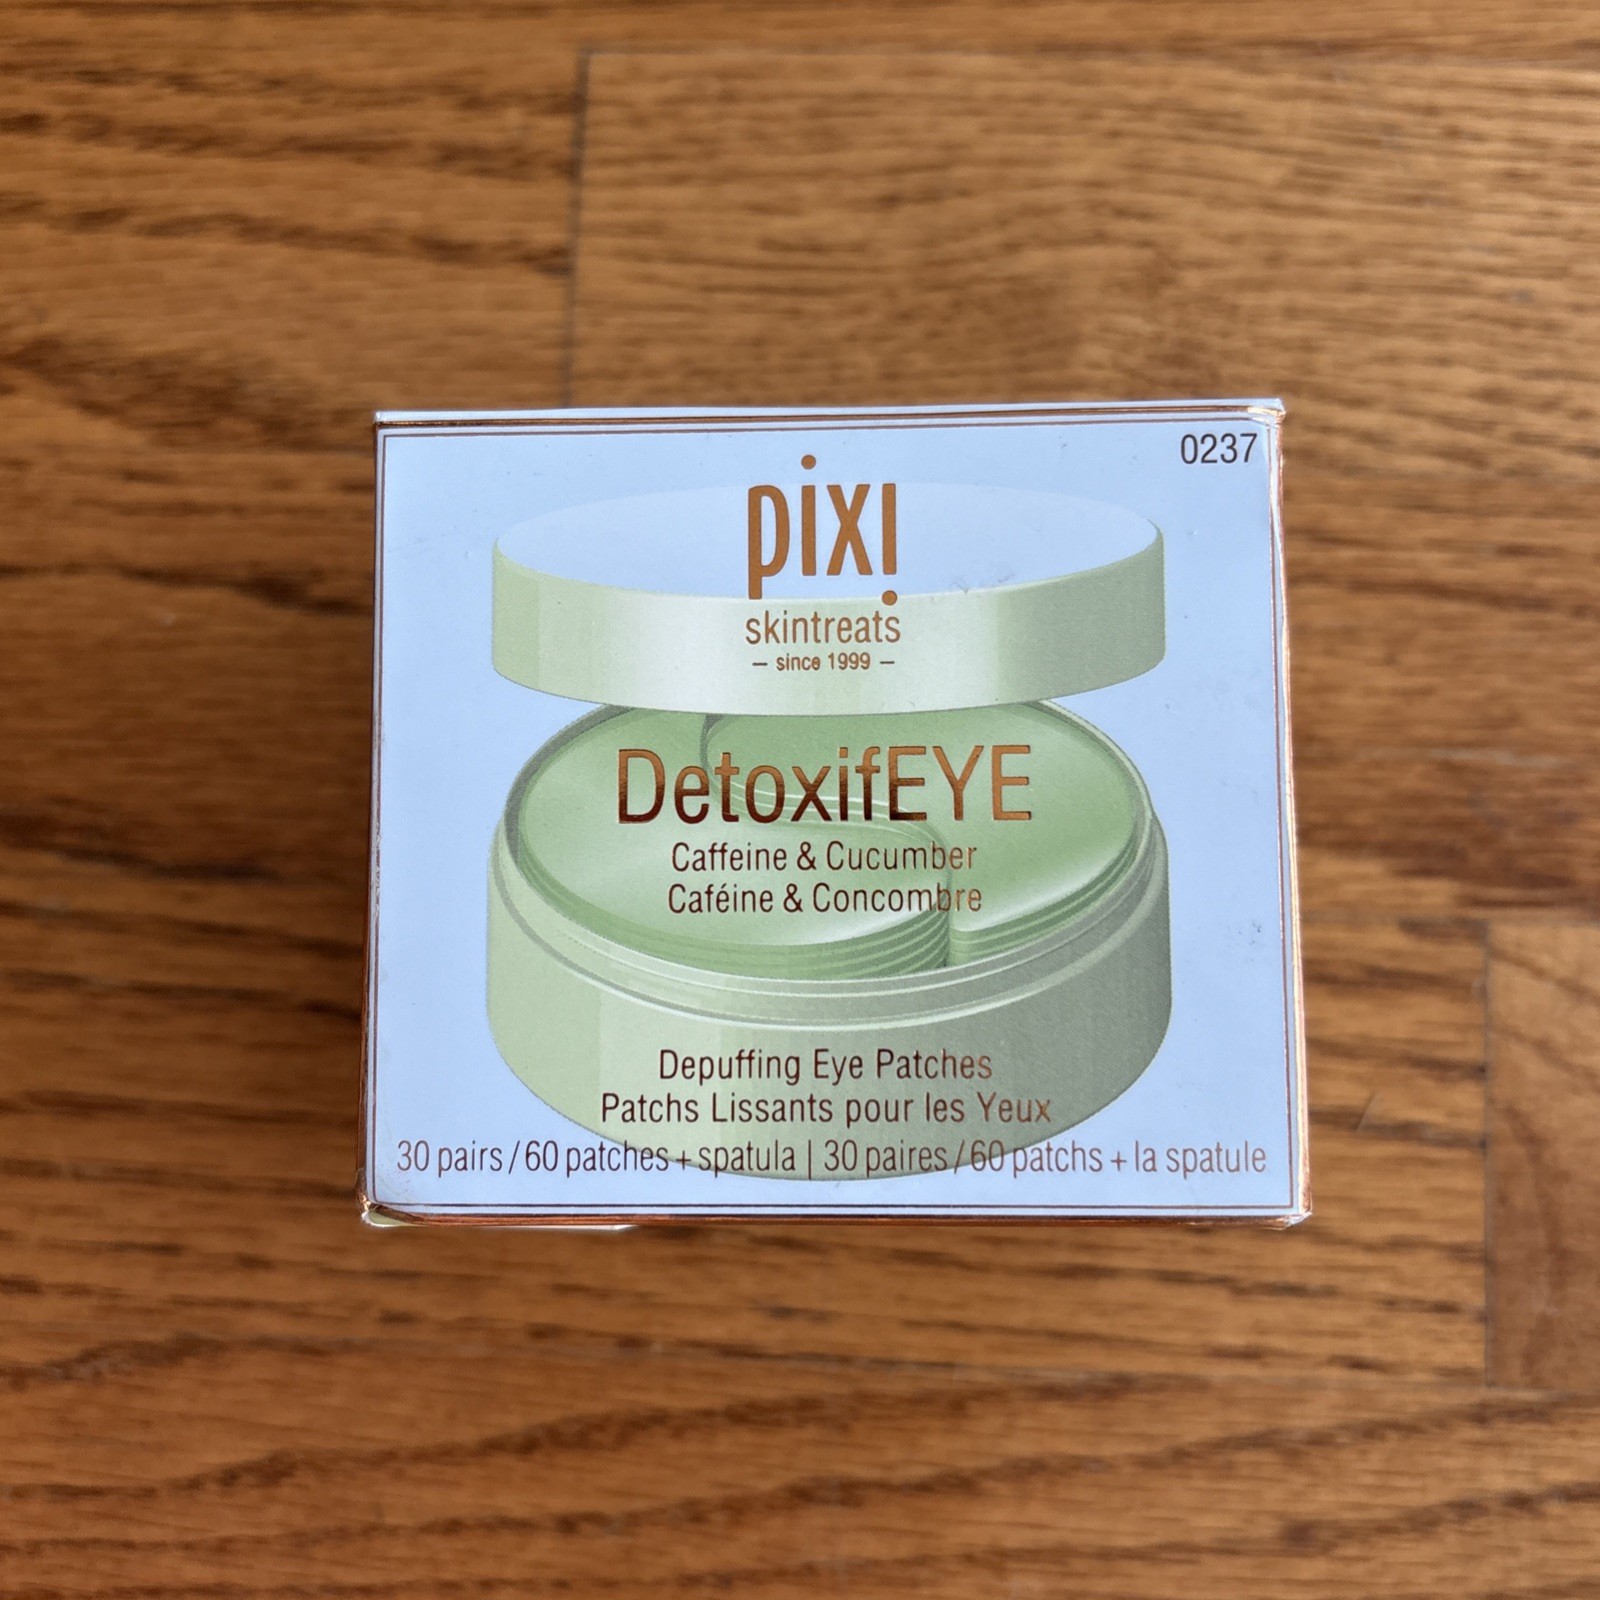 0237
pixi
skintreats
– since 1999 –
DetoxifEYE
Caffeine & Cucumber
Caféine & Concombre
Depuffing Eye Patches
Patchs Lissants pour les Yeux
30 pairs / 60 patches + spatula | 30 paires / 60 patchs + la spatule